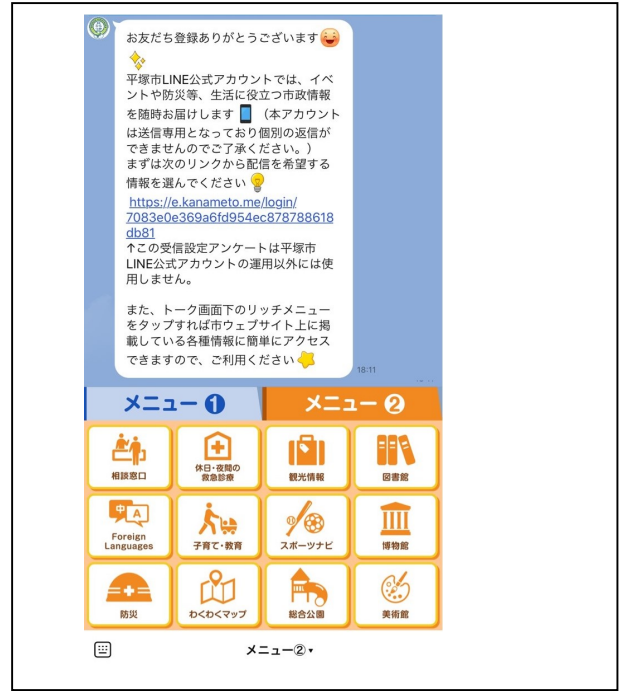 お友だち登録ありがとうございます
平塚市LINE公式アカウントでは、イベ
ントや防災等、生活に役立つ市政情報
を随時お届けします（本アカウント
は送信専用となっており個別の返信が
できませんのでご了承ください。）
まずは次のリンクから配信を希望する
情報を選んでください
https://e.kanameto.me/login/
7083e0e369a6fd954ec878788618
db81
↑この受信設定アンケートは平塚市
LINE公式アカウントの運用以外には使
用しません。
また、トーク画面下のリッチメニュー
をタップすれば市ウェブサイト上に掲
載している各種情報に簡単にアクセス
できますので、ご利用ください
18:11
メニュー❶
メニュー❷
相談窓口
休日・夜間の
救急診療
観光情報
図書館
中 A
Foreign
Languages
子育て・教育
スポーツナビ
博物館
防災
わくわくマップ
総合公園
美術館
メニュー②▾